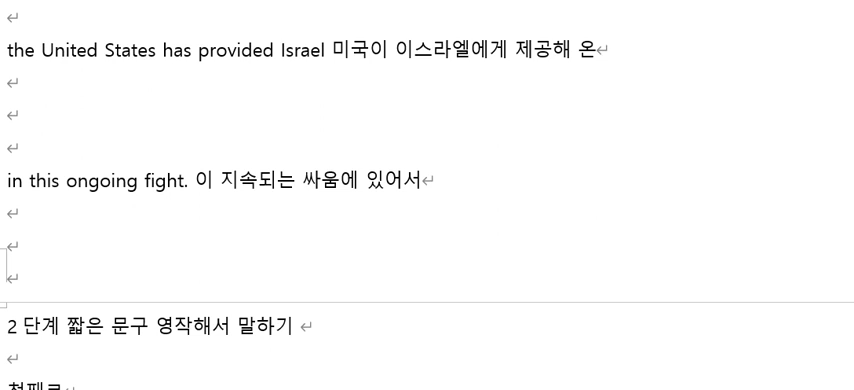 the United States has provided Israel 미국이 이스라엘에게 제공해 온
in this ongoing fight. 이 지속되는 싸움에 있어서
2 단계 짧은 문구 영작해서 말하기